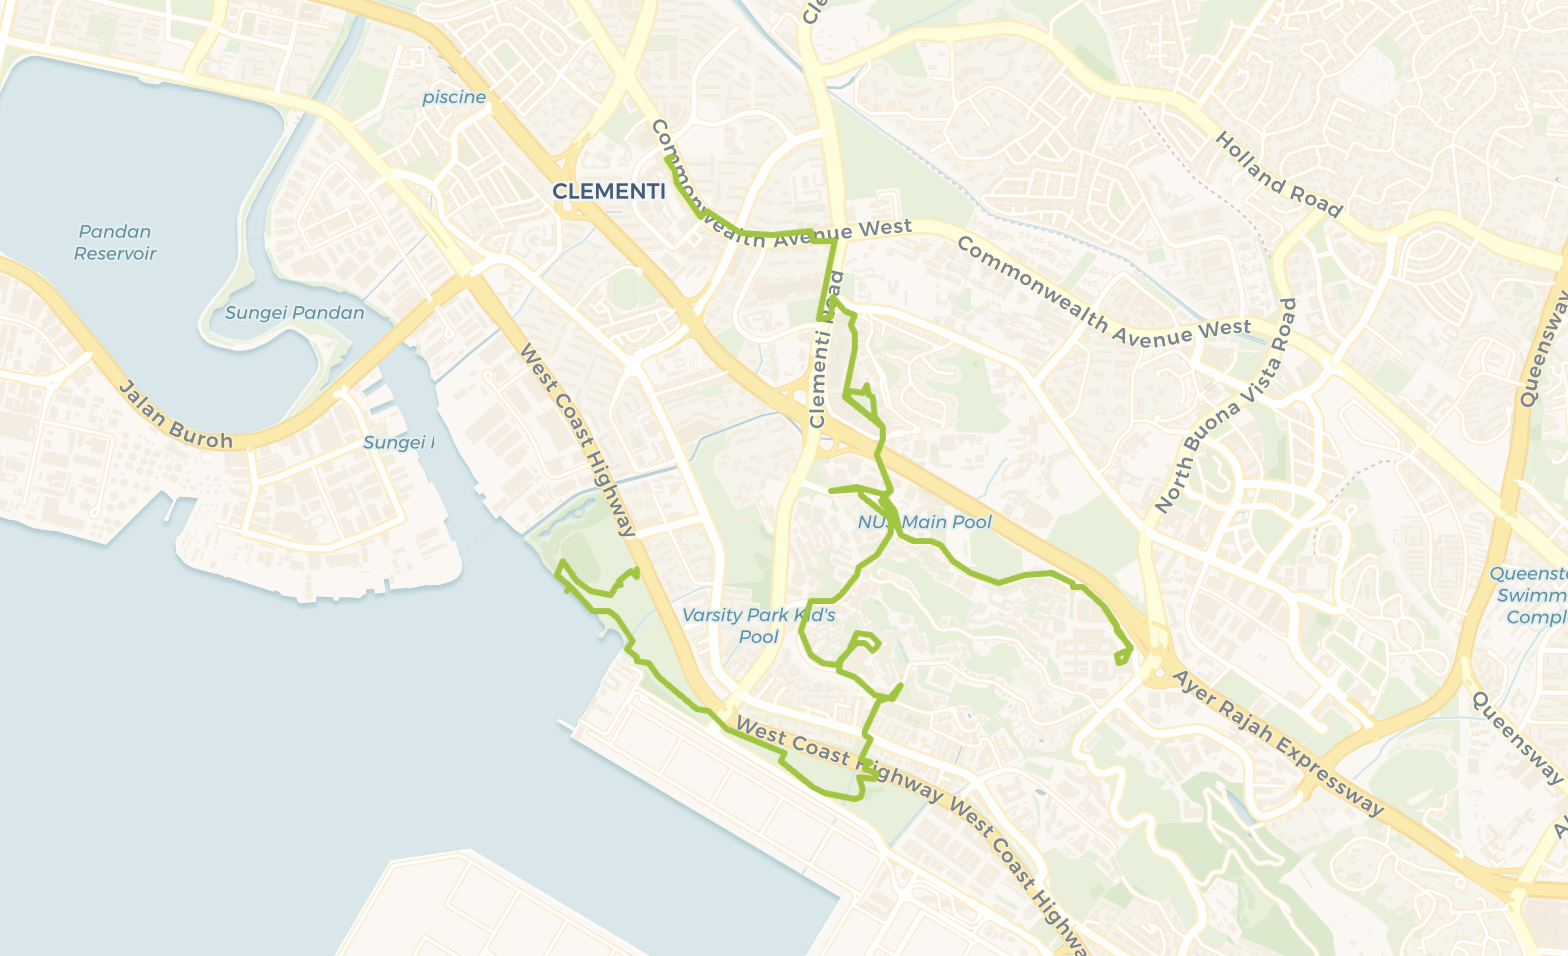 Cle
piscine
Commonwealth Avenue West
CLEMENTI
Holland Road
Pandan
Reservoir
Commonwealth Avenue West
Sungei Pandan
Clementi Road
North Buona Vista Road
Queensway
West Coast Highway
Jalan Buroh
Sungei
NUS Main Pool
Queenst
Swimm
Compl
Varsity Park Kid's
Pool
Ayer Rajah Expressway
Queensway
West Coast Highway
West Coast Highwa